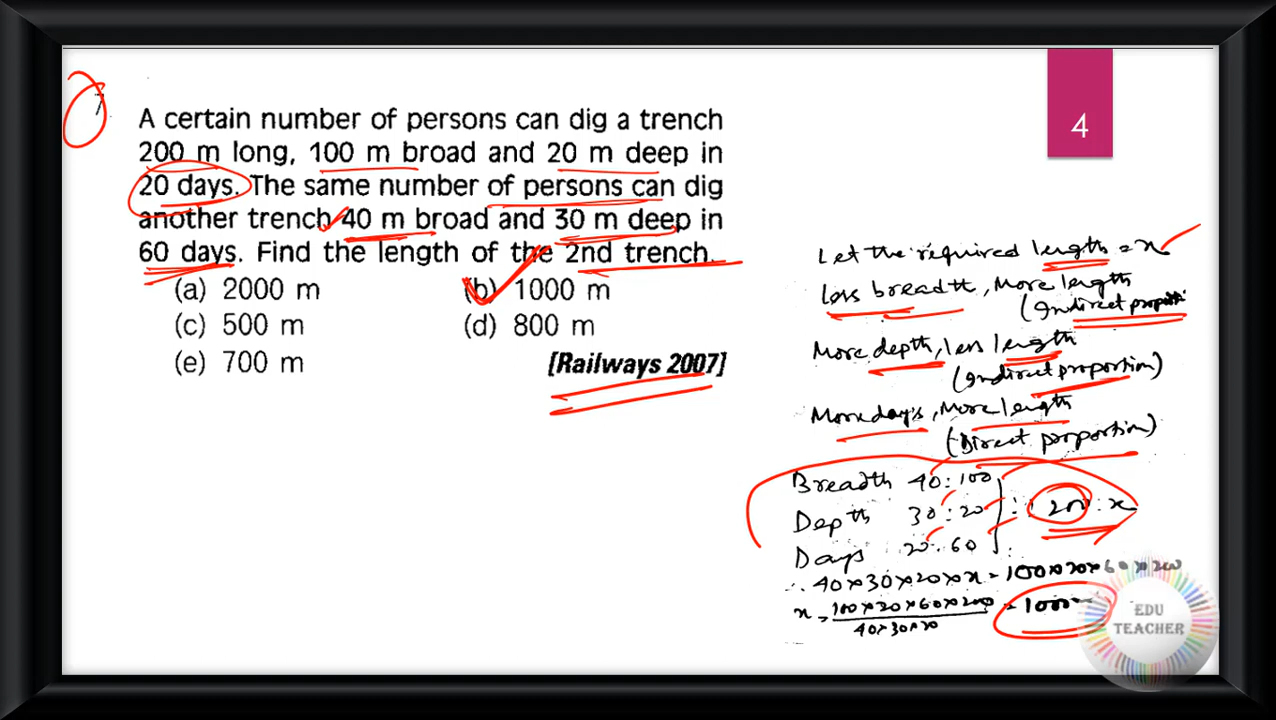 4
7
A certain number of persons can dig a trench
200 m long, 100 m broad and 20 m deep in
20 days. The same number of persons can dig
another trench 40 m broad and 30 m deep in
60 days. Find the length of the 2nd trench.
(a) 2000 m (b) 1000 m
(c) 500 m (d) 800 m
(e) 700 m
[Railways 2007]
Let the required length = x
less breadth, More length
(Indirect
More depth, less length
(Indirect proportion)
More days, More length
(Direct proportion)
Breadth 40:100
Depth 30:20 :: 200:x
Days 20:60
∴ 40×30×20×x = 100×20×60×200
x = 100×20×60×200 / 40×30×20 = 1000m
EDU
TEACHER